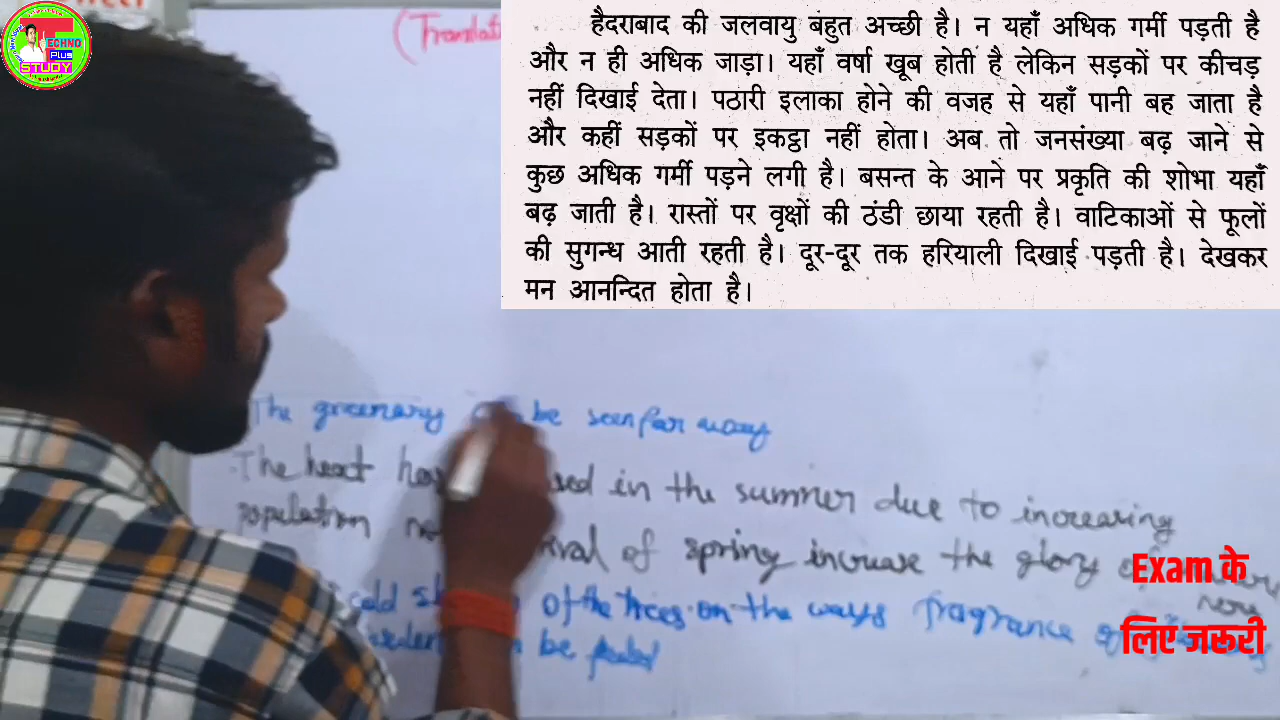 TECHNO
Plus
STUDY
(Translati
हैदराबाद की जलवायु बहुत अच्छी है। न यहाँ अधिक गर्मी पड़ती है
और न ही अधिक जाड़ा। यहाँ वर्षा खूब होती है लेकिन सड़कों पर कीचड़
नहीं दिखाई देता। पठारी इलाका होने की वजह से यहाँ पानी बह जाता है
और कहीं सड़कों पर इकट्ठा नहीं होता। अब तो जनसंख्या बढ़ जाने से
कुछ अधिक गर्मी पड़ने लगी है। बसन्त के आने पर प्रकृति की शोभा यहाँ
बढ़ जाती है। रास्तों पर वृक्षों की ठंडी छाया रहती है। वाटिकाओं से फूलों
की सुगन्ध आती रहती है। दूर-दूर तक हरियाली दिखाई पड़ती है। देखकर
मन आनन्दित होता है।
The greenary be seen far away
The heat in the summer due to increasing
population of spring increase the glory
cold of the trees on the ways fragrance
be
Exam के
लिए जरूरी